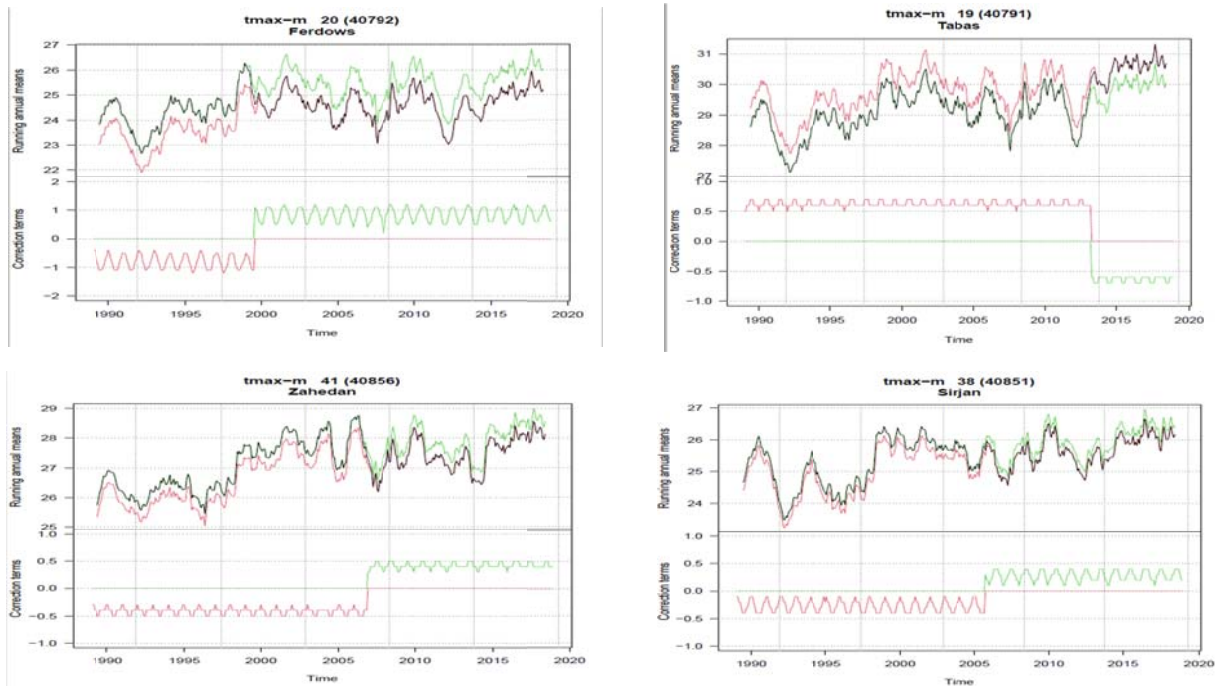 tmax−m 20 (40792)
Ferdows
Running annual means
27
26
25
24
23
22
Correction terms
2
1
0
−1
−2
1990 1995 2000 2005 2010 2015 2020
Time
tmax−m 19 (40791)
Tabas
Running annual means
31
30
29
28
27
Correction terms
1.0
0.5
0.0
−0.5
−1.0
1990 1995 2000 2005 2010 2015 2020
Time
tmax−m 41 (40856)
Zahedan
Running annual means
29
28
27
26
25
Correction terms
1.0
0.5
0.0
−0.5
−1.0
1990 1995 2000 2005 2010 2015 2020
Time
tmax−m 38 (40851)
Sirjan
Running annual means
27
26
25
24
23
Correction terms
1.0
0.5
0.0
−0.5
−1.0
1990 1995 2000 2005 2010 2015 2020
Time